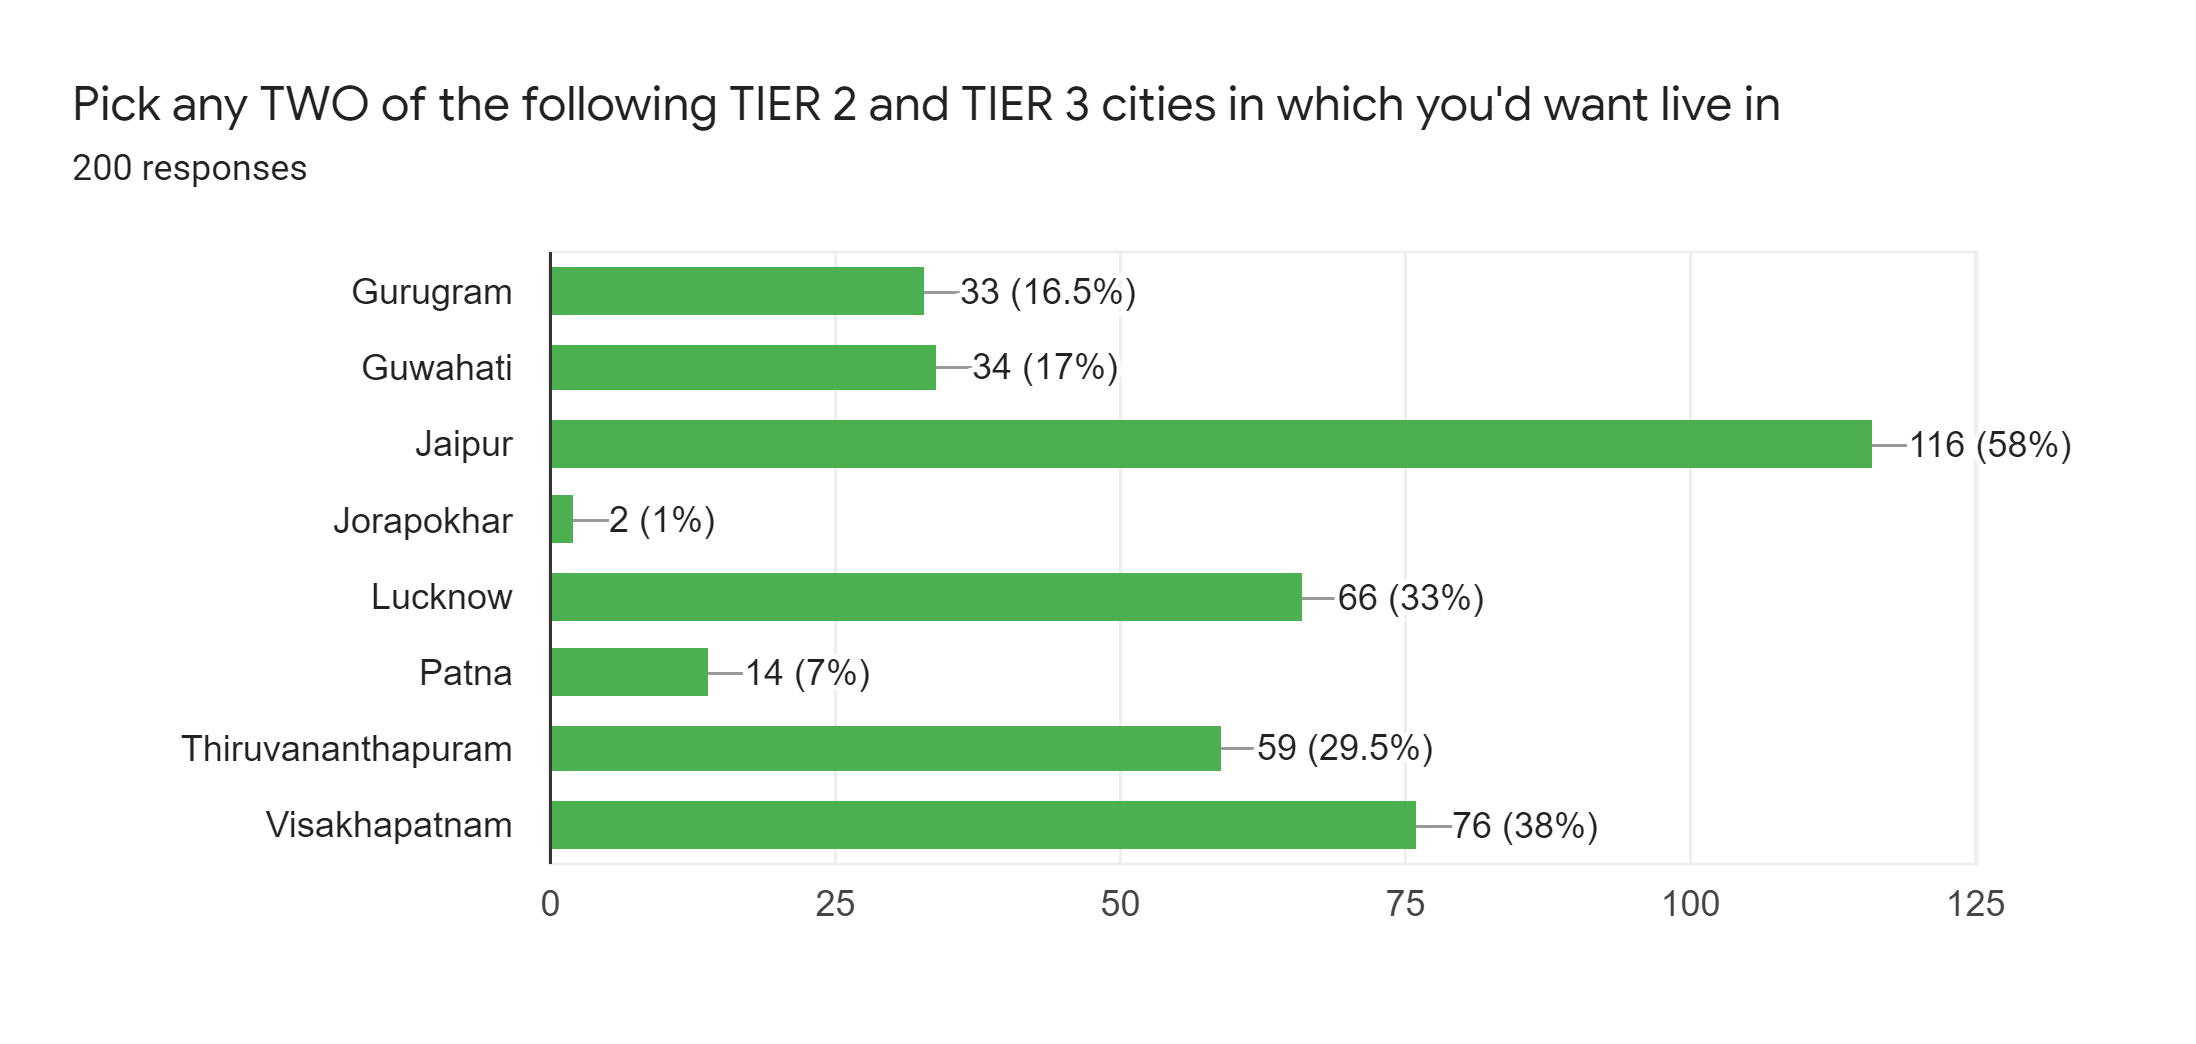 Pick any TWO of the following TIER 2 and TIER 3 cities in which you'd want live in
200 responses
Gurugram 33 (16.5%)
Guwahati 34 (17%)
Jaipur 116 (58%)
Jorapokhar 2 (1%)
Lucknow 66 (33%)
Patna 14 (7%)
Thiruvananthapuram 59 (29.5%)
Visakhapatnam 76 (38%)
0 25 50 75 100 125